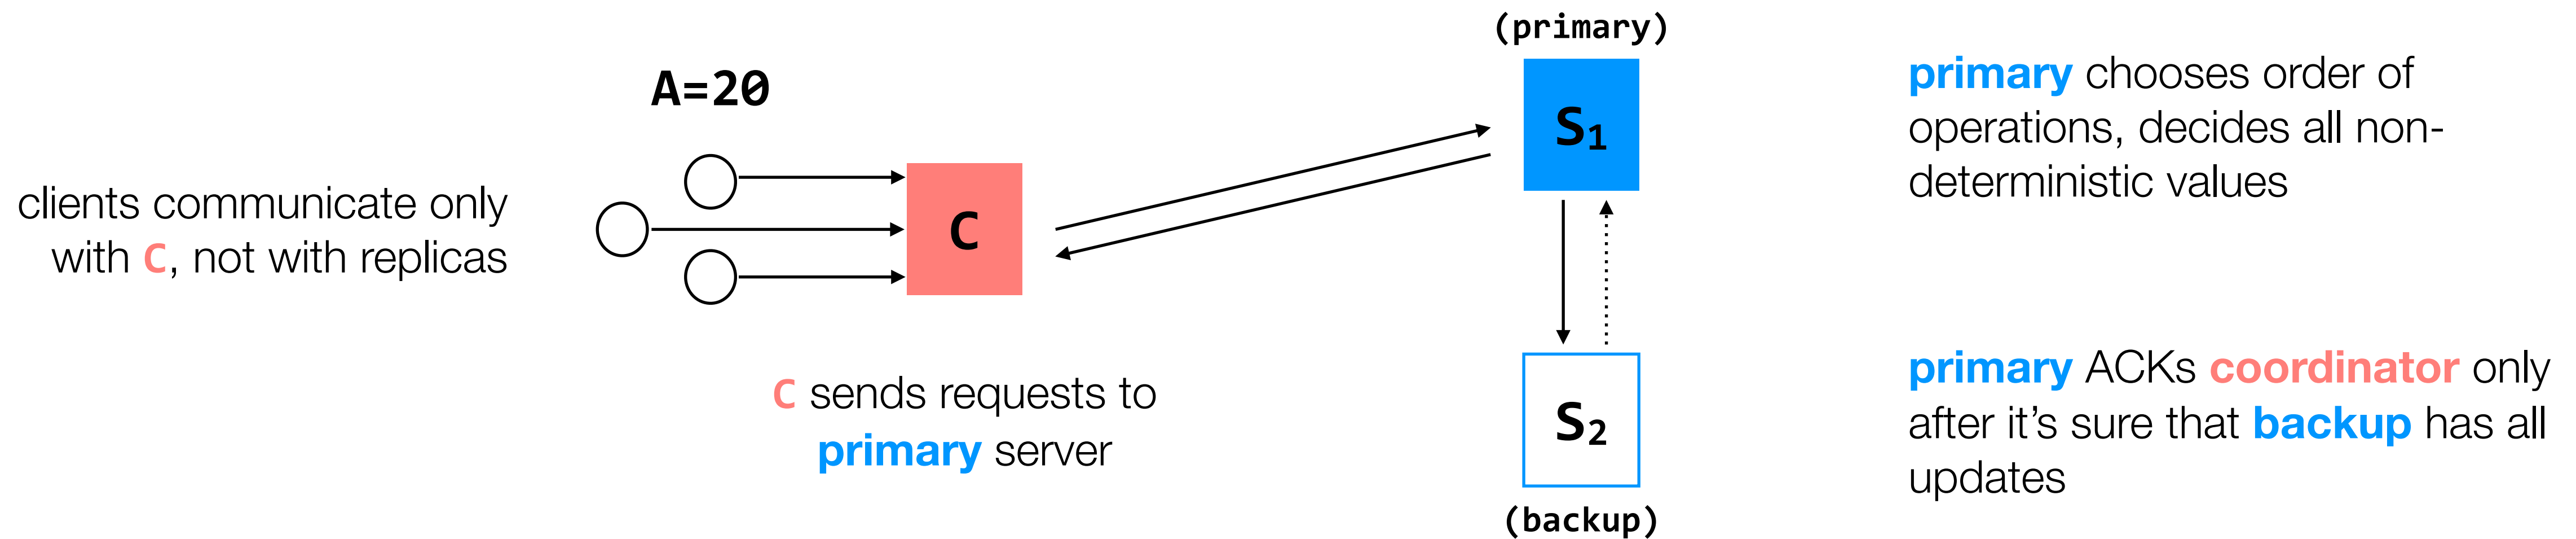 (primary)
A=20
S1
primary chooses order of
operations, decides all non-
deterministic values
clients communicate only
with C, not with replicas
C
C sends requests to
primary server
S2
(backup)
primary ACKs coordinator only
after it's sure that backup has all
updates